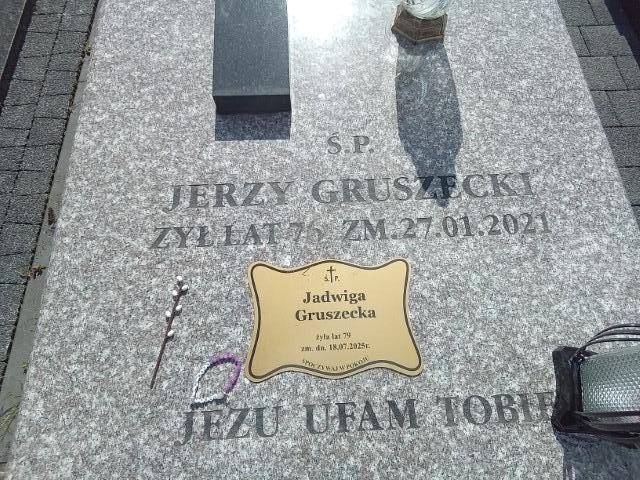 Ś.P.
JERZY GRUSZECKI
ŻYŁ LAT 75 ZM.27.01.2021
Ś. P.
Jadwiga
Gruszecka
żyła lat 79
zm. dn. 18.07.2025r.
SPOCZYWAJ W POKOJU
JEZU UFAM TOBIE